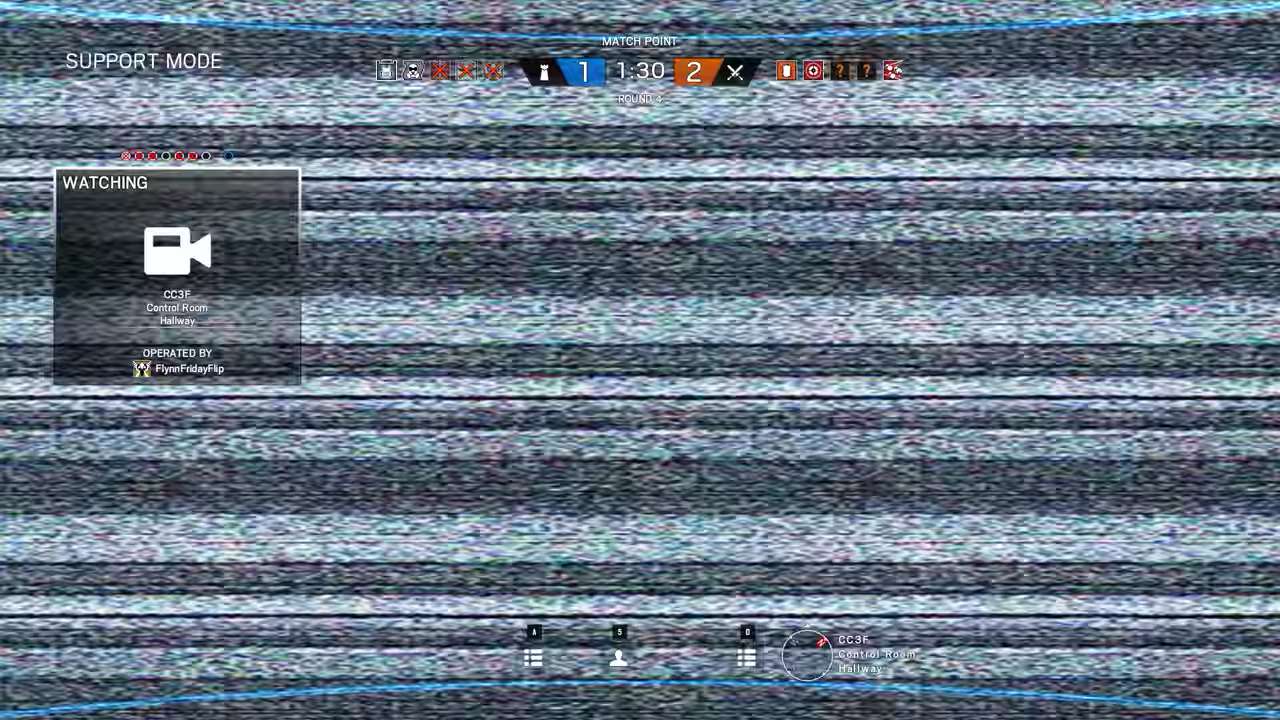 MATCH POINT
SUPPORT MODE
1 1:30 2
? ?
ROUND 4
WATCHING
CC3F
Control Room
Hallway
OPERATED BY
FlynnFridayFlip
A S D
CC3F
Control Room
Hallway